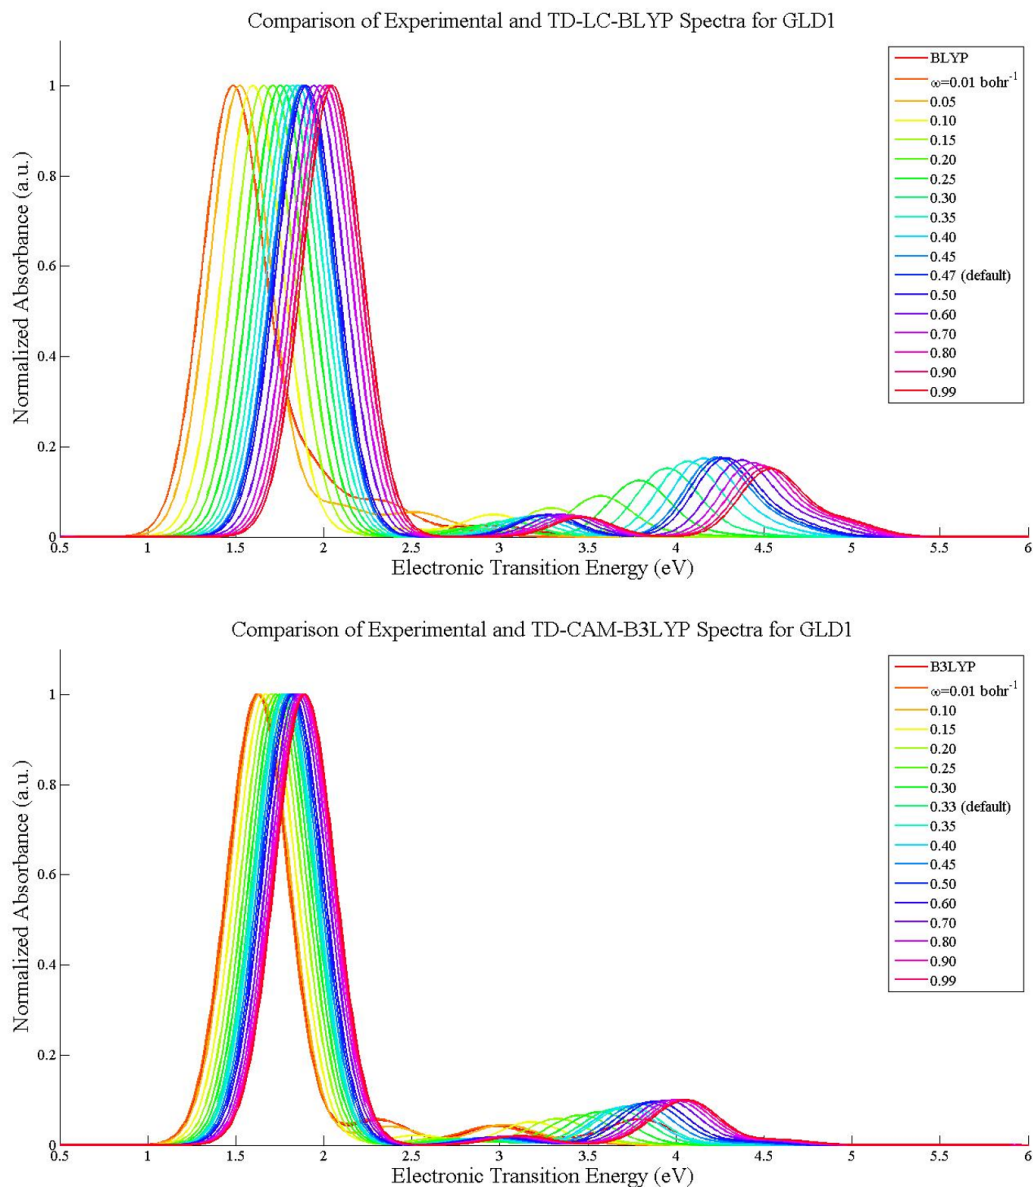 Comparison of Experimental and TD-LC-BLYP Spectra for GLD1
Normalized Absorbance (a.u.)
1
0.8
0.6
0.4
0.2
0
0.5 1 1.5 2 2.5 3 3.5 4 4.5 5 5.5 6
Electronic Transition Energy (eV)
BLYP
ω=0.01 bohr⁻¹
0.05
0.10
0.15
0.20
0.25
0.30
0.35
0.40
0.45
0.47 (default)
0.50
0.60
0.70
0.80
0.90
0.99
Comparison of Experimental and TD-CAM-B3LYP Spectra for GLD1
Normalized Absorbance (a.u.)
1
0.8
0.6
0.4
0.2
0
0.5 1 1.5 2 2.5 3 3.5 4 4.5 5 5.5 6
Electronic Transition Energy (eV)
B3LYP
ω=0.01 bohr⁻¹
0.10
0.15
0.20
0.25
0.30
0.33 (default)
0.35
0.40
0.45
0.50
0.60
0.70
0.80
0.90
0.99